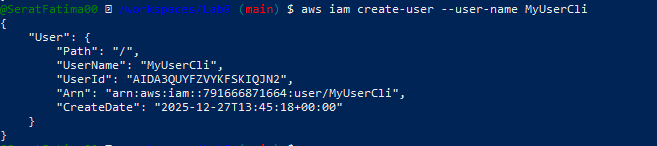 @SeratFatima00 (main) $ aws iam create-user --user-name MyUserCli
{
    "User": {
        "Path": "/",
        "UserName": "MyUserCli",
        "UserId": "AIDA3QUYFZVYKFSKIQJN2",
        "Arn": "arn:aws:iam::791666871664:user/MyUserCli",
        "CreateDate": "2025-12-27T13:45:18+00:00"
    }
}